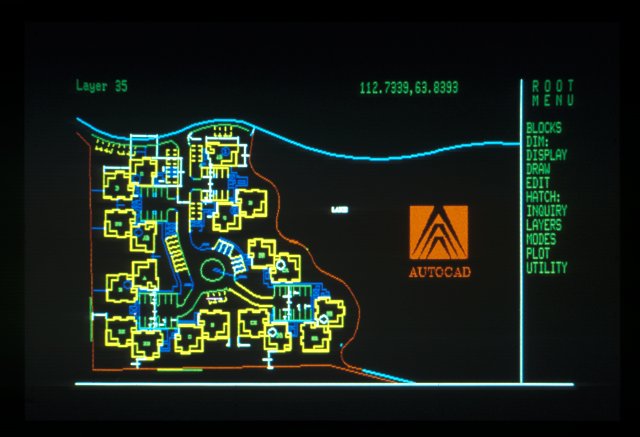 Layer 35
112.7339,63.8393
ROOT
MENU
BLOCKS
DIM:
DISPLAY
DRAW
EDIT
HATCH:
INQUIRY
LAYERS
MODES
PLOT
UTILITY
LAKE
AUTOCAD